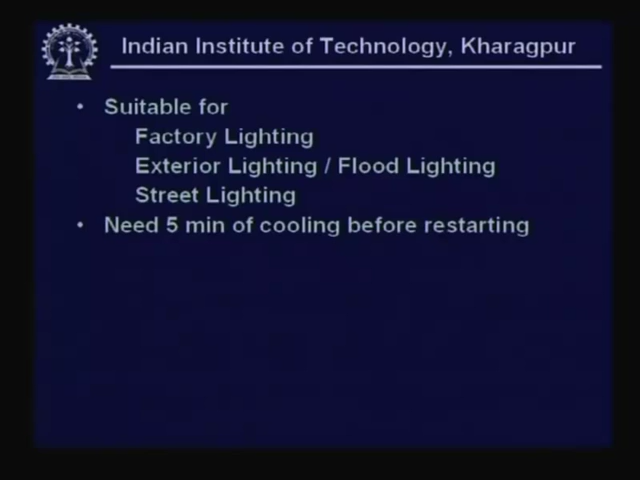 Indian Institute of Technology, Kharagpur
• Suitable for
Factory Lighting
Exterior Lighting / Flood Lighting
Street Lighting
• Need 5 min of cooling before restarting